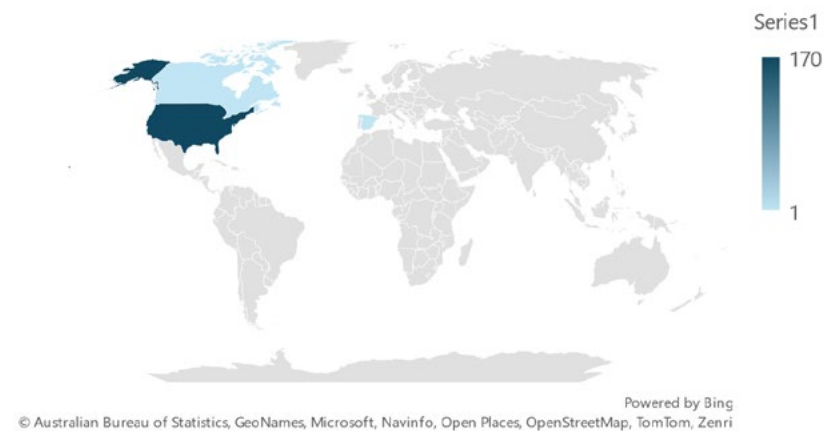 Series1
170
1
Powered by Bing
© Australian Bureau of Statistics, GeoNames, Microsoft, Navinfo, Open Places, OpenStreetMap, TomTom, Zenri